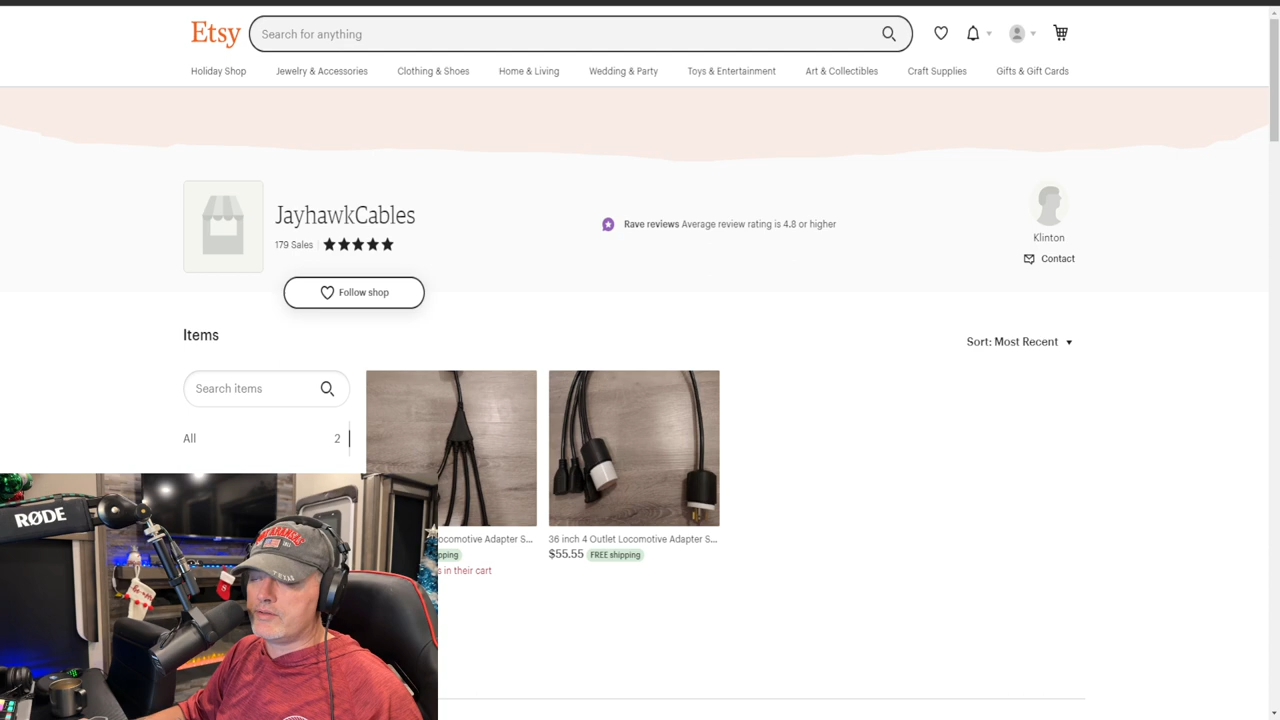 Etsy
Search for anything
Holiday Shop
Jewelry & Accessories
Clothing & Shoes
Home & Living
Wedding & Party
Toys & Entertainment
Art & Collectibles
Craft Supplies
Gifts & Gift Cards
JayhawkCables
179 Sales
Rave reviews Average review rating is 4.8 or higher
Klinton
Contact
Follow shop
Items
Sort: Most Recent
Search items
All 2
ocomotive Adapter S...
pping
s in their cart
36 inch 4 Outlet Locomotive Adapter S...
$55.55 FREE shipping
RØDE
TEXAS